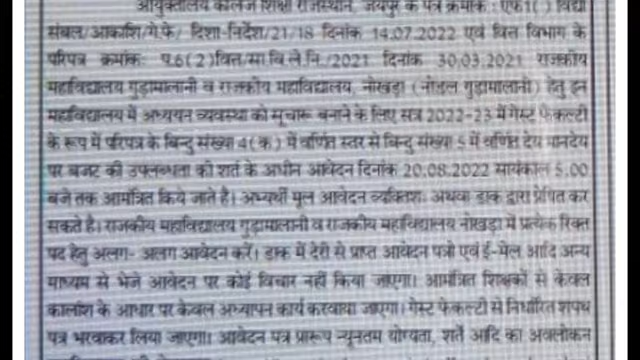 आयुक्तालय कॉलेज शिक्षा राजस्थान, जयपुर के पत्र क्रमांक : एफ1( ) विद्या
संबल/आकाशि/गे.फे/ दिशा-निर्देश/21/18 दिनांक 14.07.2022 एवं वित्त विभाग के
परिपत्र क्रमांक- प.6(2)वित्त/सा.वि.ले.नि./2021 दिनांक 30.03.2021 राजकीय
महाविद्यालय गुड़ामालानी व राजकीय महाविद्यालय, नोखड़ा (नोडल गुड़ामालानी) हेतु इन
महाविद्यालय में अध्ययन व्यवस्था को सूचारू बनाने के लिए सत्र 2022-23 में गेस्ट फेकल्टी
के रूप में परिपत्र के बिन्दु संख्या 4(क) में वर्णित स्तर से बिन्दु संख्या 5 में वर्णित देय मानदेय
पर बजट की उपलब्धता की शर्त के अधीन आवेदन दिनांक 20.08.2022 सायंकाल 5.00
बजे तक आमंत्रित किये जाते है। अभ्यर्थी मूल आवेदन व्यक्तिशः अथवा डाक द्वारा प्रेषित कर
सकते है। राजकीय महाविद्यालय गुड़ामालानी व राजकीय महाविद्यालय नोखड़ा में प्रत्येक रिक्त
पद हेतु अलग- अलग आवेदन करें। डाक में देरी से प्राप्त आवेदन पत्रों एवं ई-मेल आदि अन्य
माध्यम से भेजे आवेदन पर कोई विचार नहीं किया जाएगा। आमंत्रित शिक्षकों से केवल
कालांश के आधार पर केवल अध्यापन कार्य करवाया जाएगा। गेस्ट फेकल्टी से निर्धारित शपथ
पत्र भरवाकर लिया जाएगा। आवेदन पत्र प्रारूप न्यूनतम योग्यता, शर्तें आदि का अवलोकन